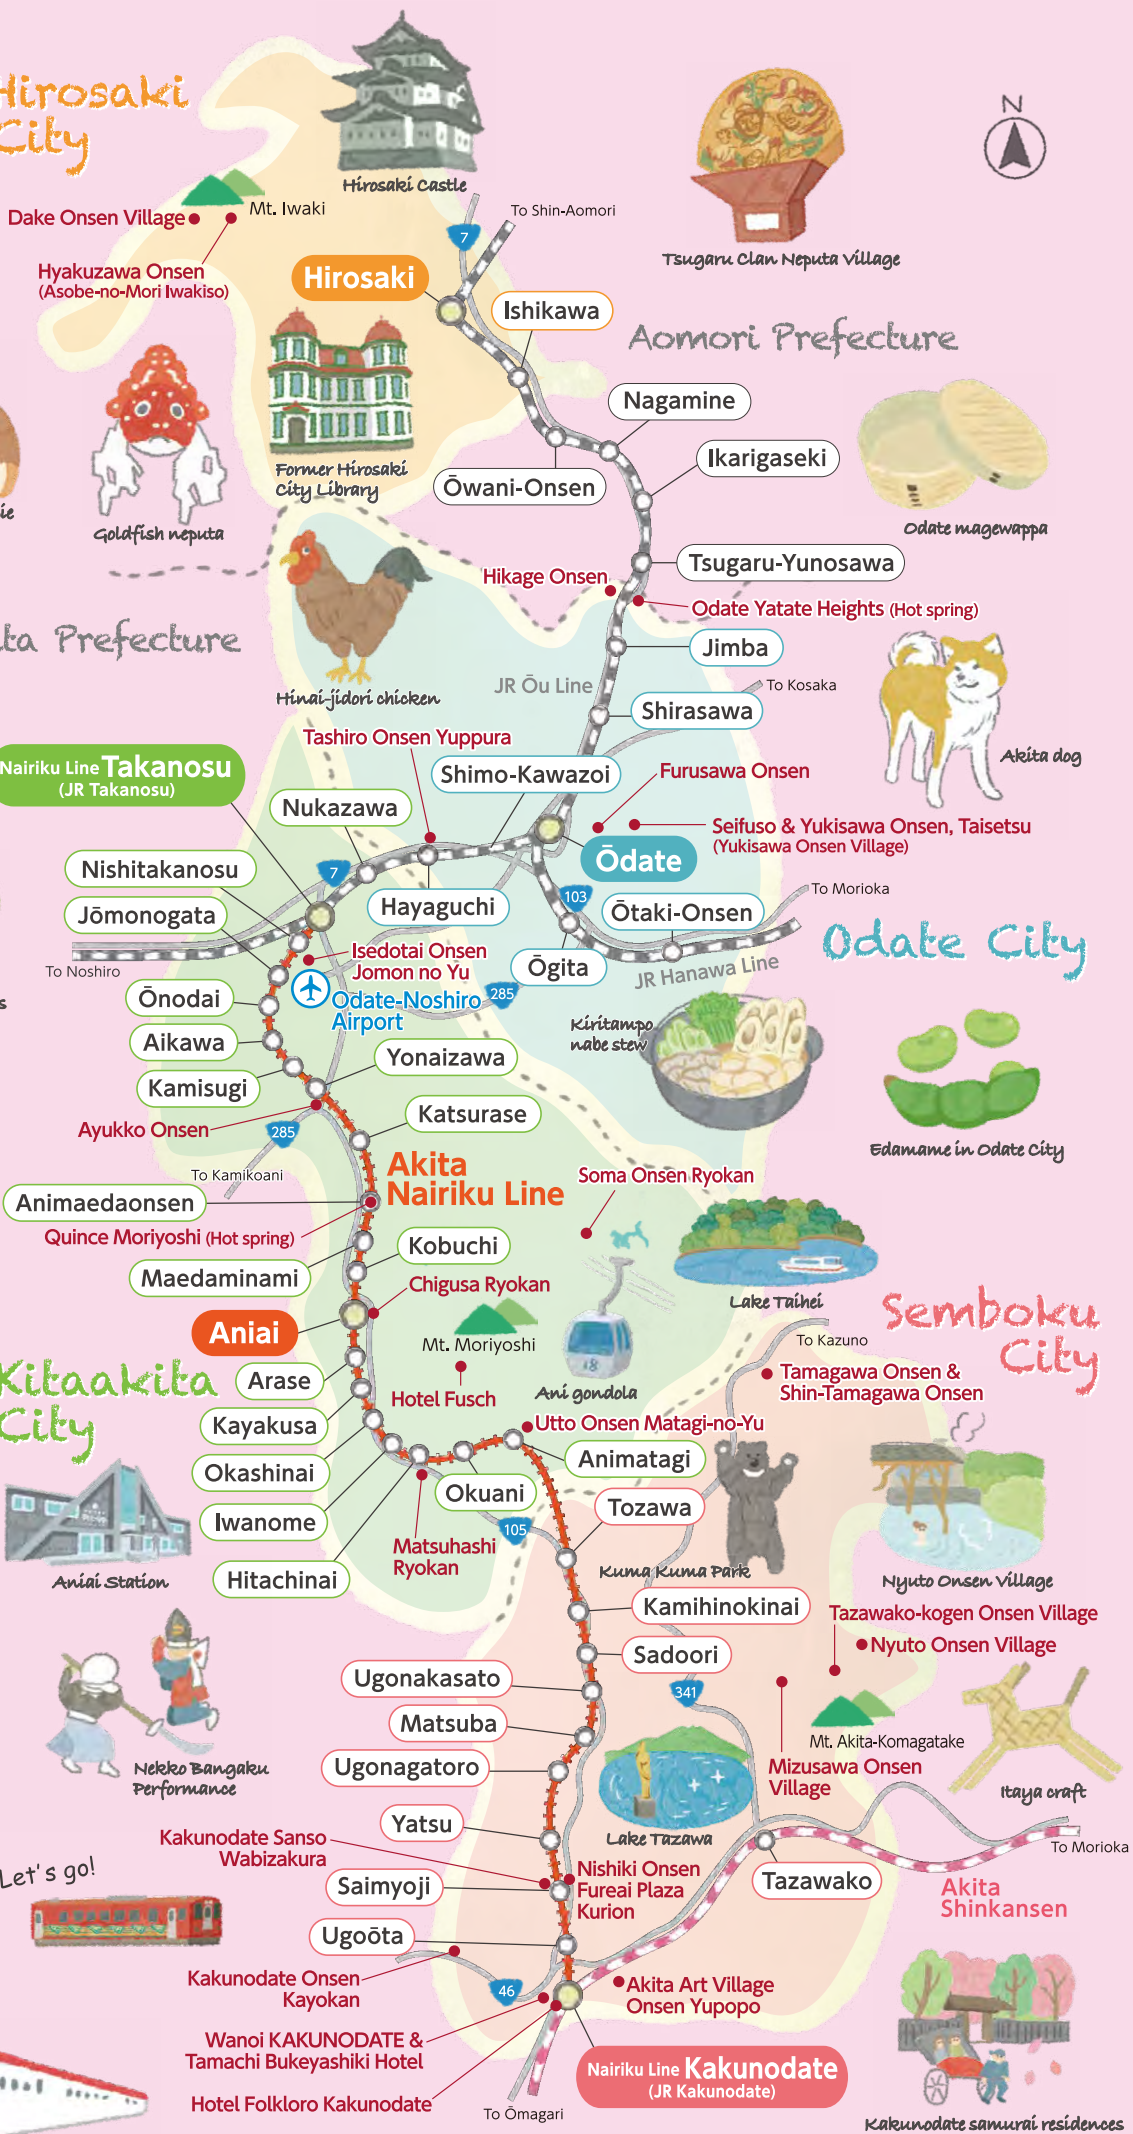 Hirosaki
City
Hirosaki Castle
N
Mt. Iwaki
Dake Onsen Village
Hyakuzawa Onsen
(Asobe-no-Mori Iwakiso)
7
To Shin-Aomori
Tsugaru Clan Neputa Village
Hirosaki
Ishikawa
Aomori Prefecture
Nagamine
Ikarigaseki
Ōwani-Onsen
Former Hirosaki
City Library
Goldfish neputa
ie
Odate magewappa
Tsugaru-Yunosawa
Hikage Onsen
Odate Yatate Heights (Hot spring)
ta Prefecture
Jimba
JR Ōu Line
To Kosaka
Hinai-jidori chicken
Shirasawa
Akita dog
Tashiro Onsen Yuppura
Nairiku Line Takanosu
(JR Takanosu)
Shimo-Kawazoi
Furusawa Onsen
Nukazawa
Seifuso & Yukisawa Onsen, Taisetsu
(Yukisawa Onsen Village)
Ōdate
Nishitakanosu
7
103
To Morioka
Jōmonogata
Hayaguchi
Ōtaki-Onsen
Odate City
Isedotai Onsen
Jomon no Yu
Ōgita
JR Hanawa Line
To Noshiro
Ōnodai
Odate-Noshiro
Airport
285
s
Kiritampo
nabe stew
Aikawa
Yonaizawa
Kamisugi
Katsurase
Ayukko Onsen
285
Edamame in Odate City
To Kamikoani
Akita
Nairiku Line
Soma Onsen Ryokan
Animaedaonsen
Quince Moriyoshi (Hot spring)
Kobuchi
Maedaminami
Chigusa Ryokan
Lake Taihei
Semboku
City
Aniai
Mt. Moriyoshi
To Kazuno
Tamagawa Onsen &
Shin-Tamagawa Onsen
Kitaakita
City
Arase
Hotel Fusch
18
Ani gondola
Kayakusa
Utto Onsen Matagi-no-Yu
Okashinai
Animatagi
Okuani
Tozawa
Iwanome
105
Matsuhashi
Ryokan
Hitachinai
Kuma Kuma Park
Aniai Station
Nyuto Onsen Village
Kamihinokinai
Tazawako-kogen Onsen Village
Nyuto Onsen Village
Sadoori
Ugonakasato
341
Matsuba
Mt. Akita-Komagatake
Ugonagatoro
Mizusawa Onsen
Village
Nekko Bangaku
Performance
Itaya craft
Yatsu
Lake Tazawa
Kakunodate Sanso
Wabizakura
To Morioka
Let's go!
Nishiki Onsen
Fureai Plaza
Kurion
Saimyoji
Tazawako
Akita
Shinkansen
Ugoōta
Kakunodate Onsen
Kayokan
46
Akita Art Village
Onsen Yupopo
Wanoi KAKUNODATE &
Tamachi Bukeyashiki Hotel
Nairiku Line Kakunodate
(JR Kakunodate)
Hotel Folkloro Kakunodate
To Ōmagari
Kakunodate samurai residences